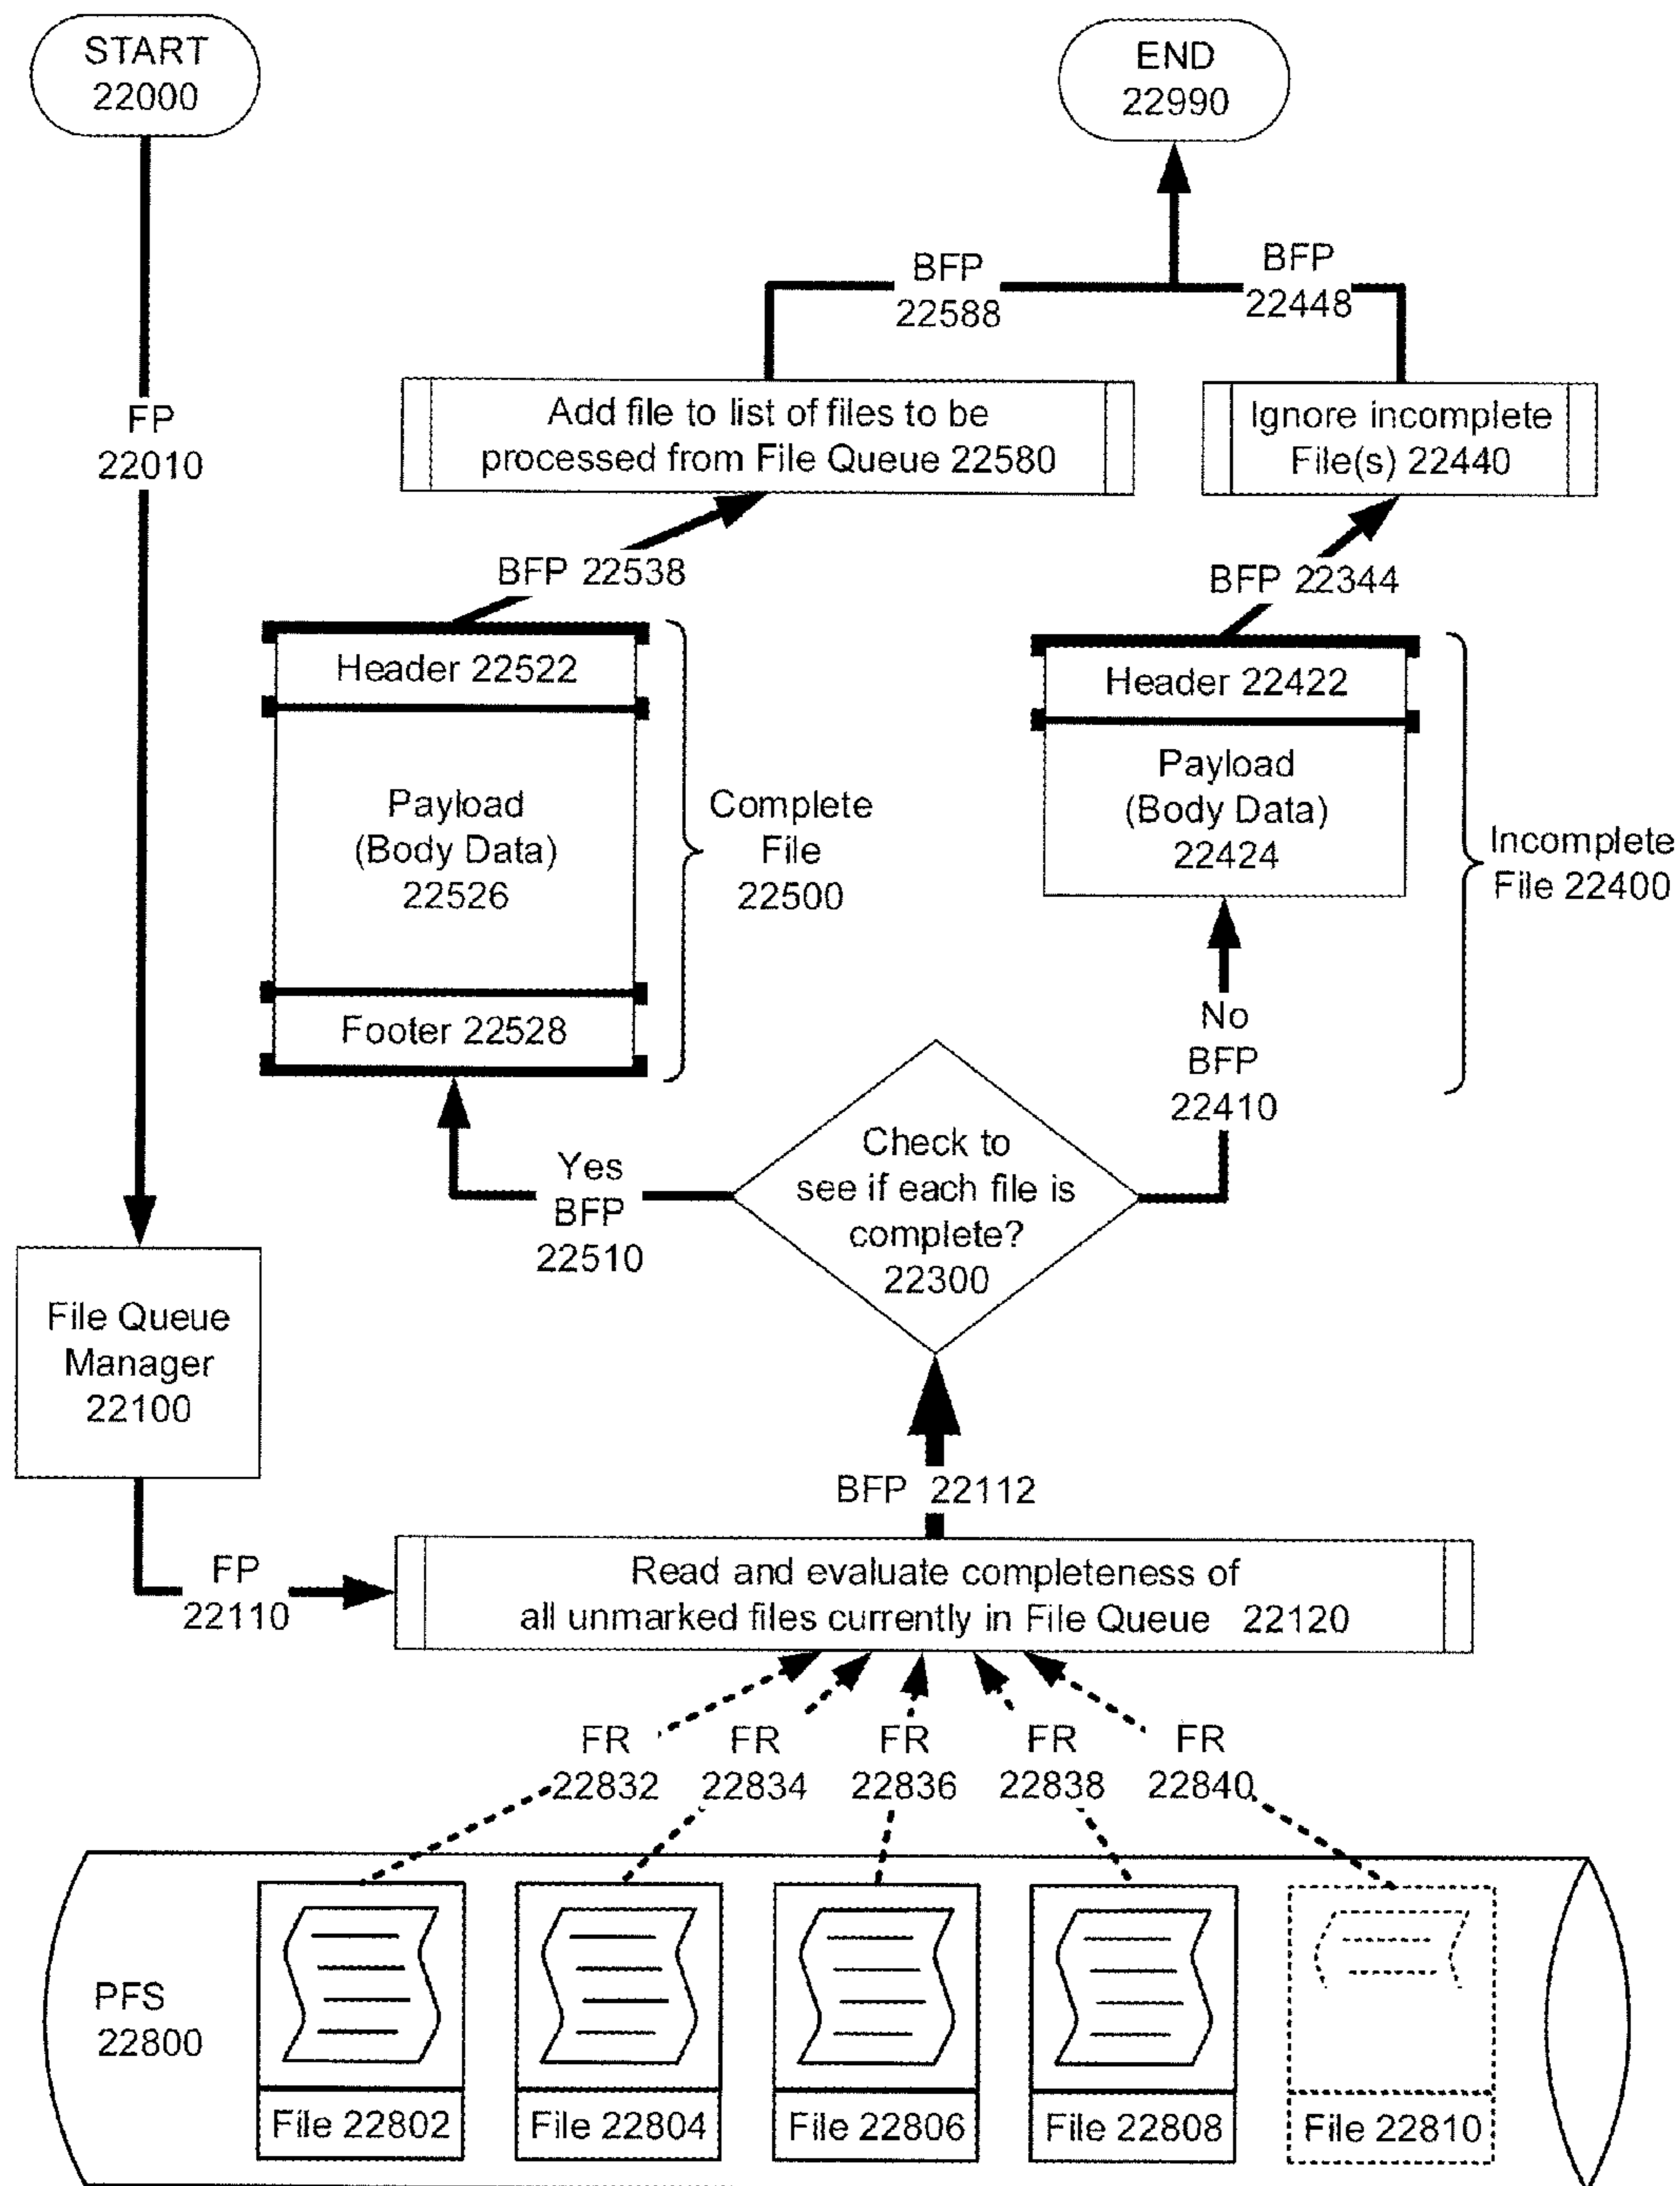 START
22000
END
22990
BFP
22588
BFP
22448
FP
22010
Add file to list of files to be
processed from File Queue 22580
Ignore incomplete
File(s) 22440
BFP 22538
BFP 22344
Header 22522
Payload
(Body Data)
22526
Footer 22528
Complete
File
22500
Header 22422
Payload
(Body Data)
22424
Incomplete
File 22400
No
BFP
22410
Yes
BFP
22510
Check to
see if each file is
complete?
22300
File Queue
Manager
22100
BFP 22112
FP
22110
Read and evaluate completeness of
all unmarked files currently in File Queue 22120
FR
22832
FR
22834
FR
22836
FR
22838
FR
22840
PFS
22800
File 22802
File 22804
File 22806
File 22808
File 22810